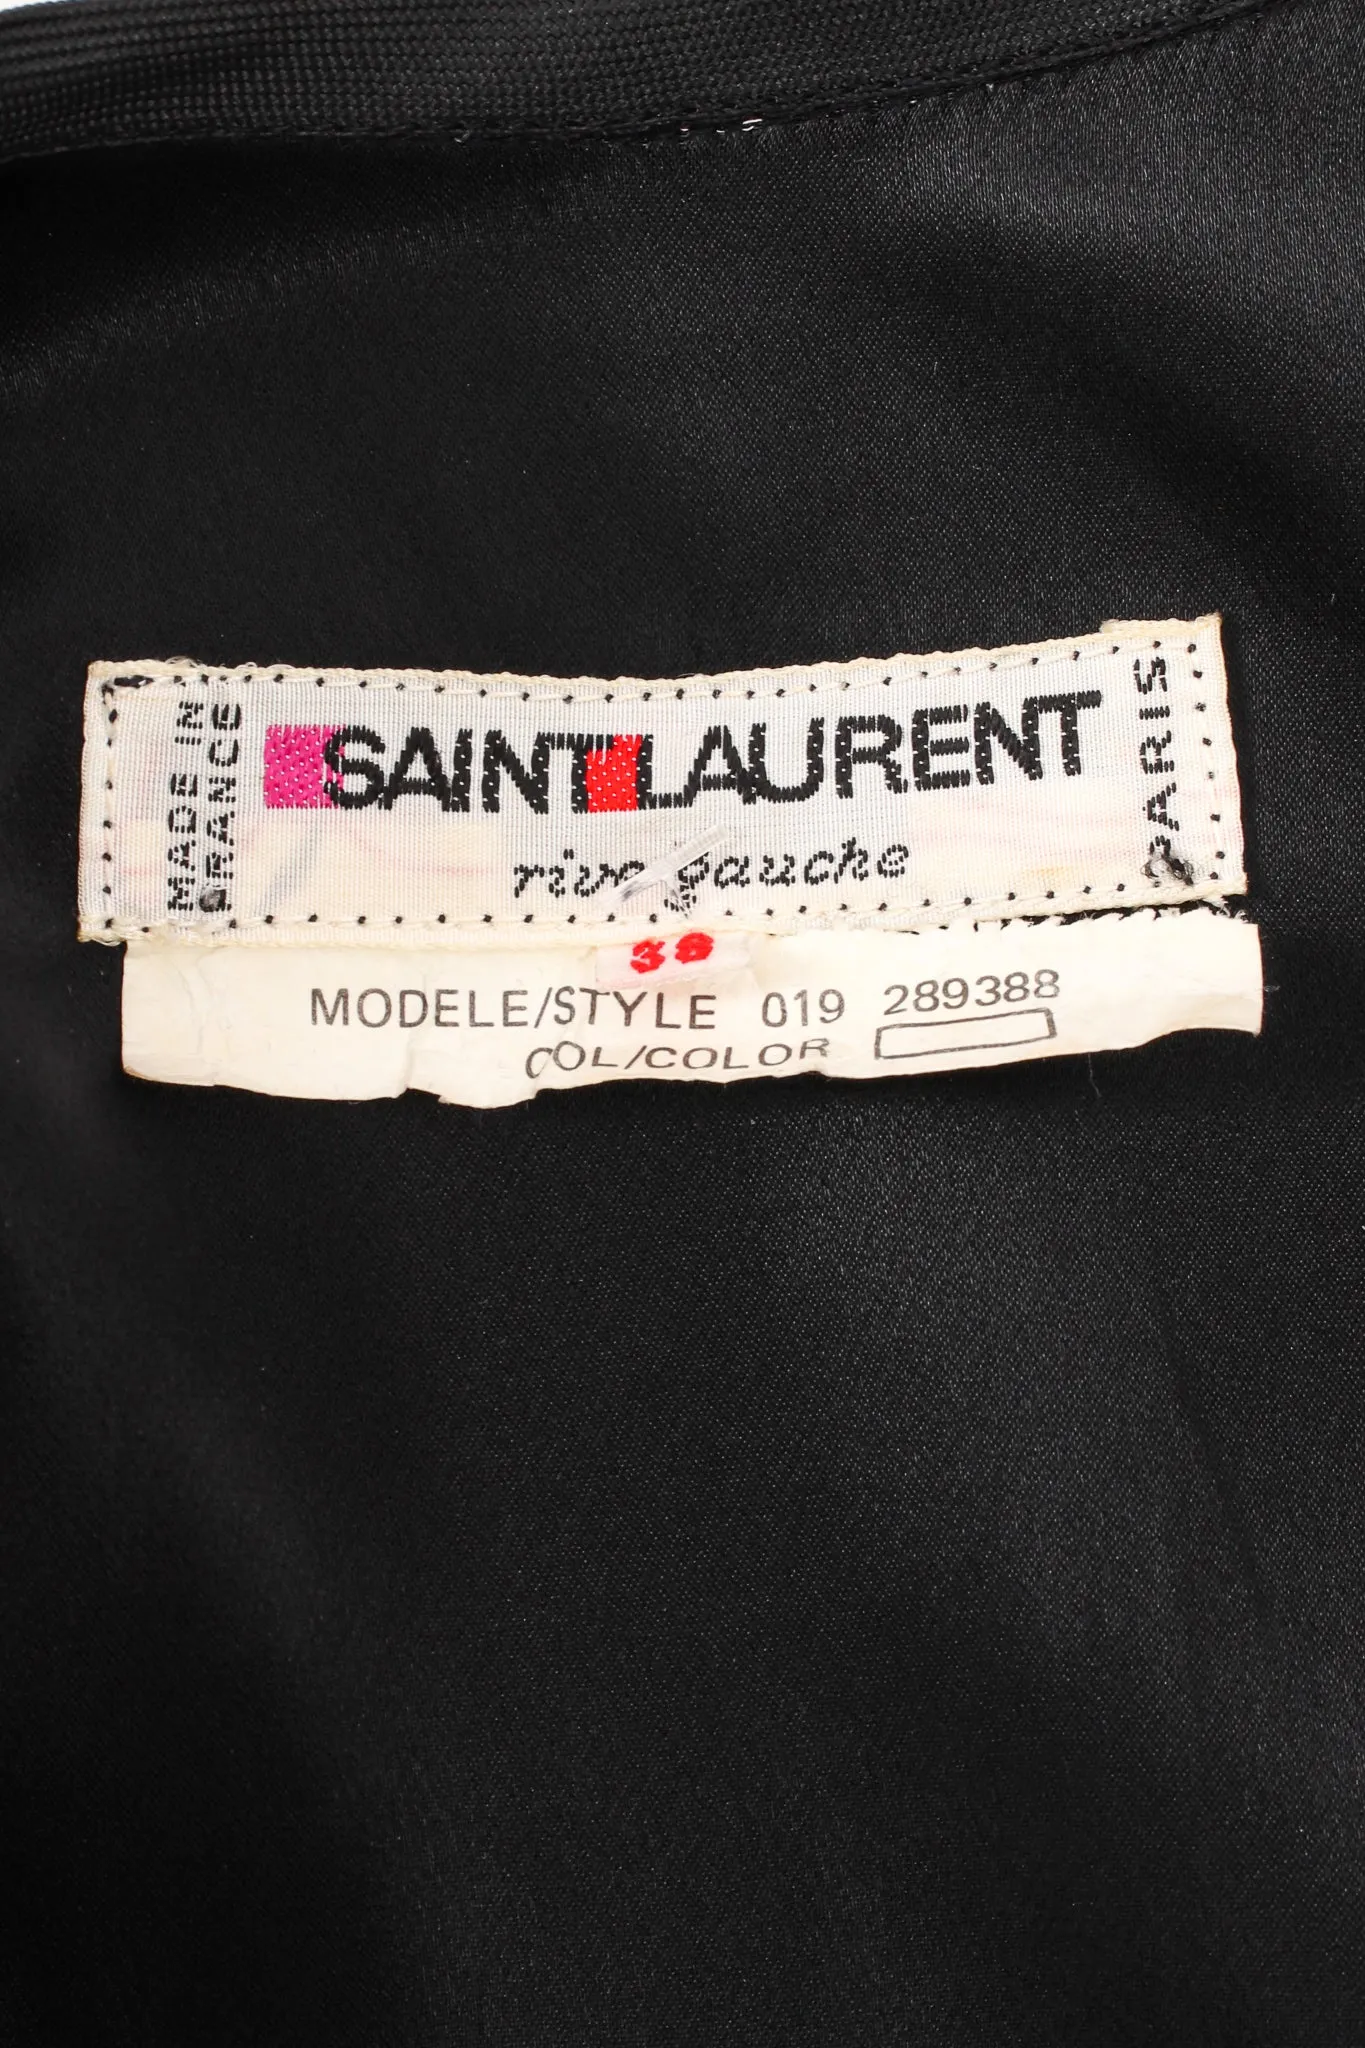 MADE IN
FRANCE
SAINT LAURENT
rive gauche
PARIS
38
MODELE/STYLE 019 289388
COL/COLOR